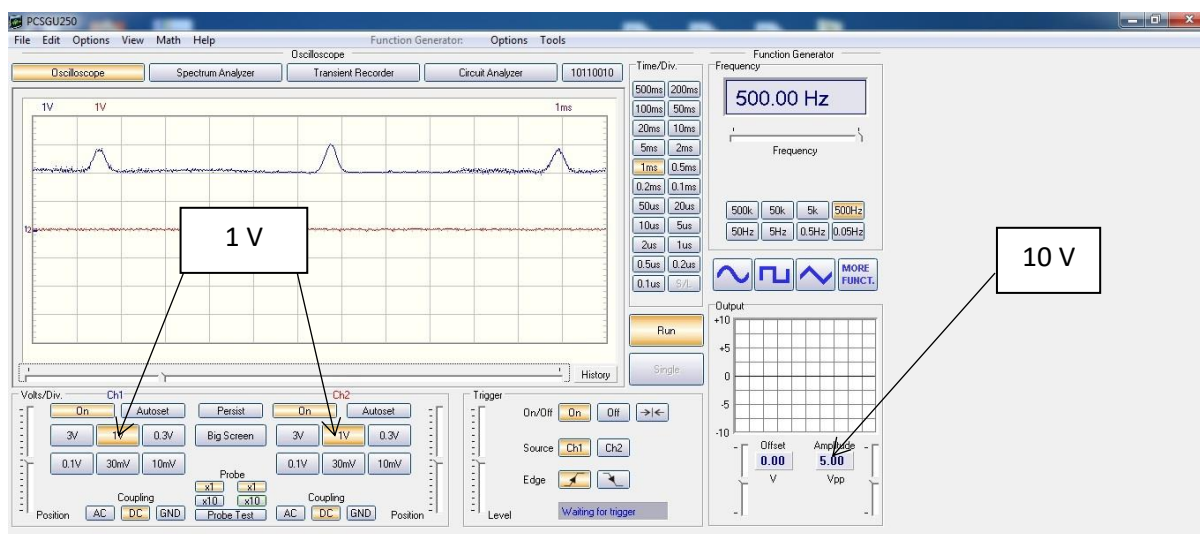 PCSGU250
File Edit Options View Math Help Function Generator: Options Tools
Oscilloscope
Oscilloscope Spectrum Analyzer Transient Recorder Circuit Analyzer 10110010
1V 1V 1ms
12
1 V
History
Time/Div.
500ms 200ms
100ms 50ms
20ms 10ms
5ms 2ms
1ms 0.5ms
0.2ms 0.1ms
50us 20us
10us 5us
2us 1us
0.5us 0.2us
0.1us S/L
Run
Single
Function Generator
Frequency
500.00 Hz
Frequency
500k 50k 5k 500Hz
50Hz 5Hz 0.5Hz 0.05Hz
MORE
FUNCT.
10 V
Output
+10
+5
0
-5
-10
Offset Amplitude
0.00 5.00
V Vpp
Volts/Div. Ch1 Ch2
On Autoset Persist On Autoset
3V 1V 0.3V Big Screen 3V 1V 0.3V
0.1V 30mV 10mV 0.1V 30mV 10mV
Probe
x1 x1
x10 x10
Coupling Coupling
Position AC DC GND Probe Test AC DC GND Position
Trigger
On/Off On Off
Source Ch1 Ch2
Edge
Level Waiting for trigger